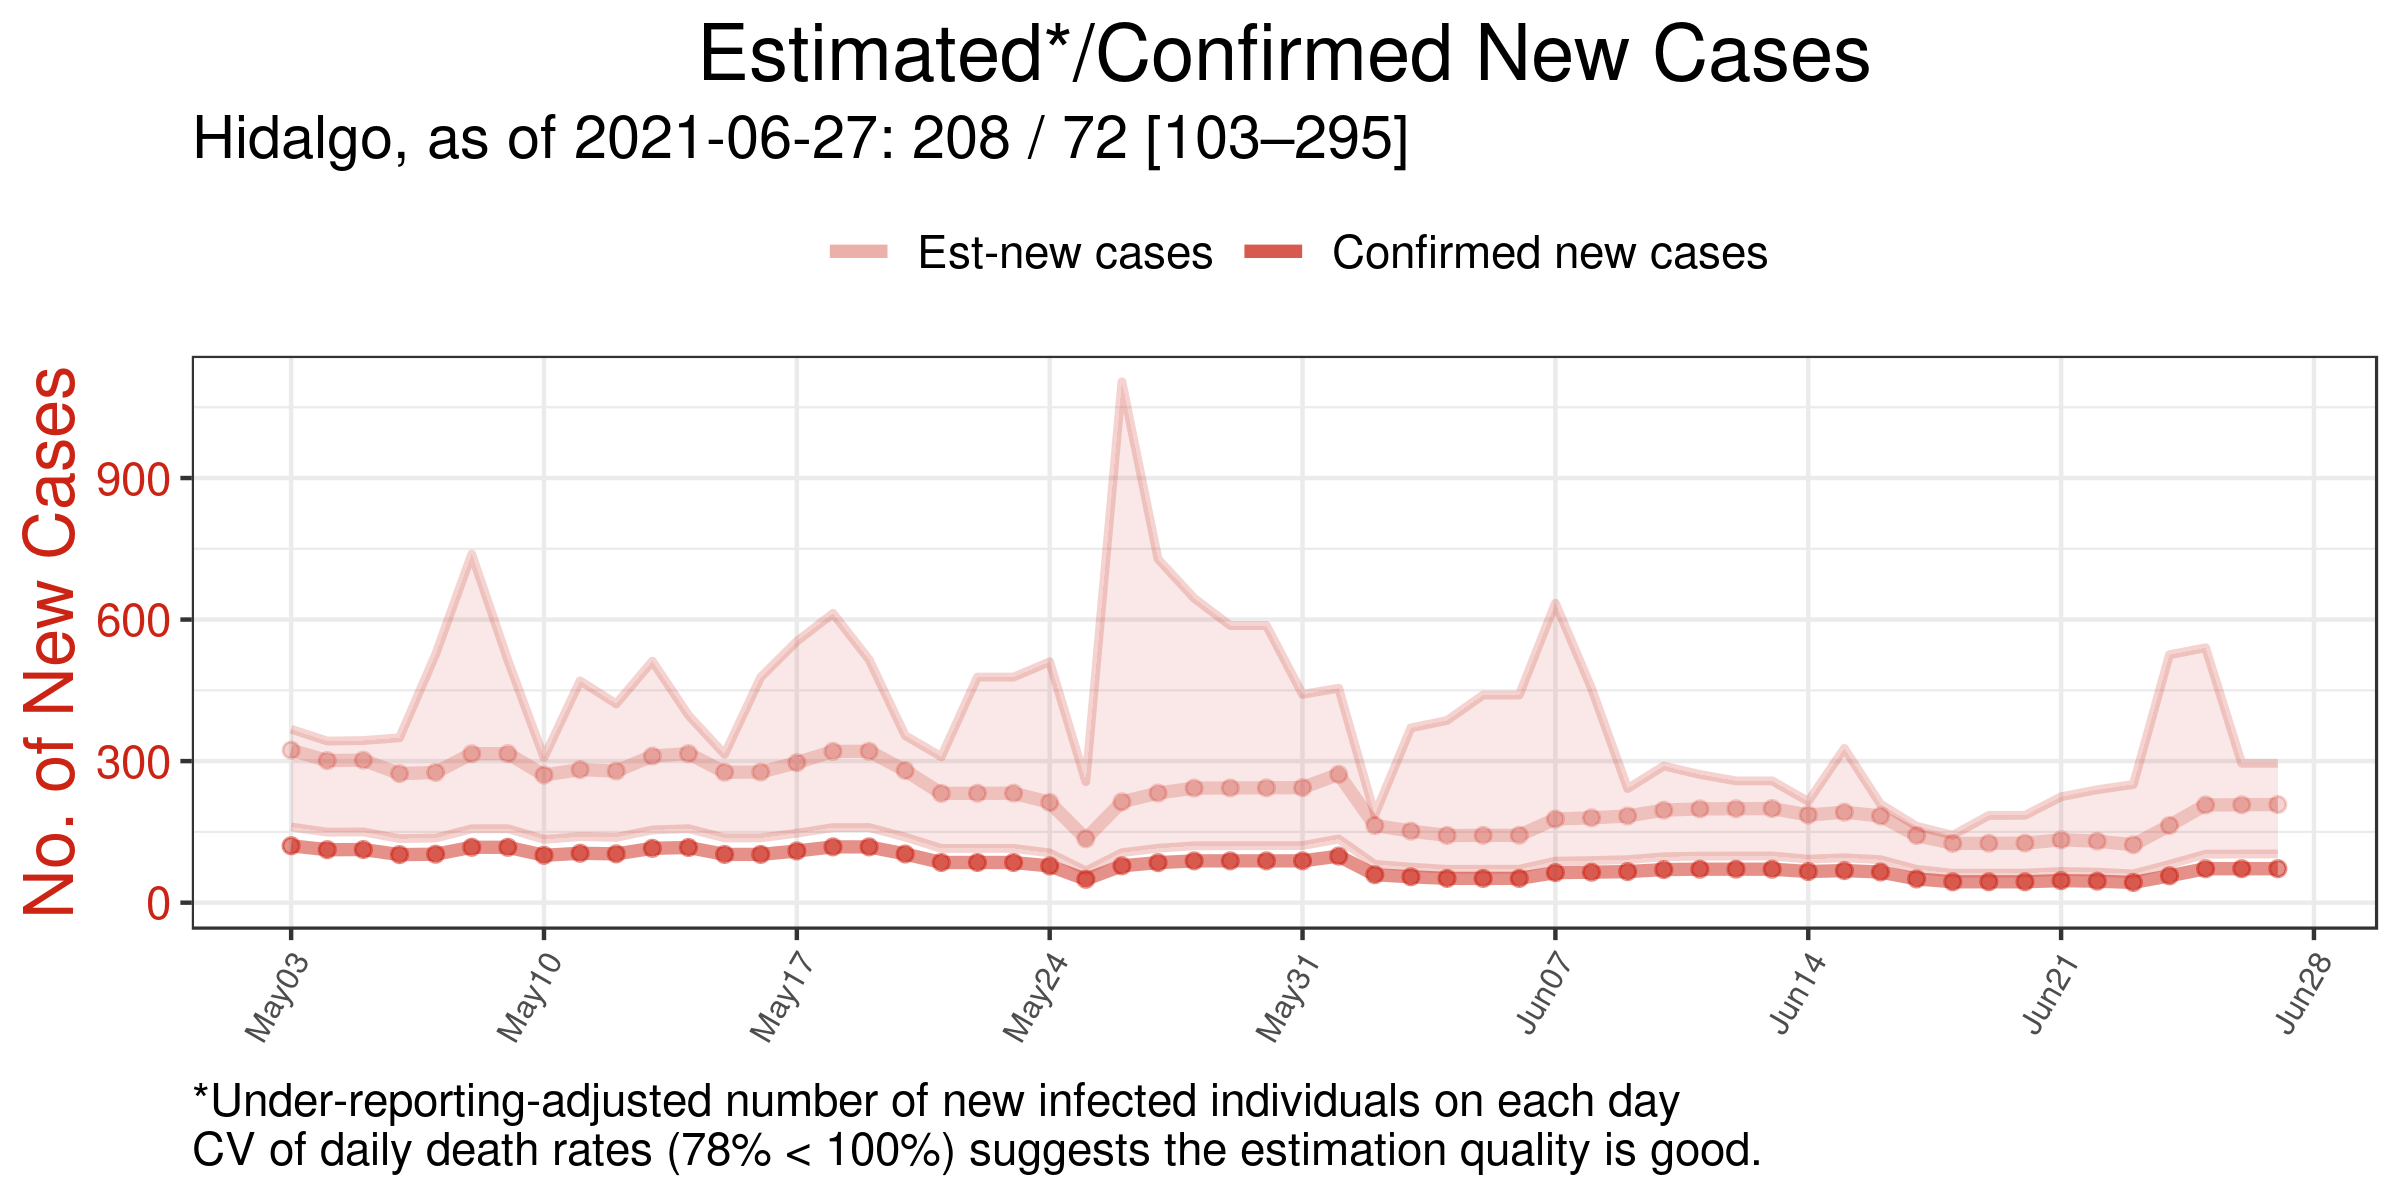 Estimated*/Confirmed New Cases
Hidalgo, as of 2021-06-27: 208 / 72 [103–295]
Est-new cases Confirmed new cases
No. of New Cases
900
600
300
0
May03 May10 May17 May24 May31 Jun07 Jun14 Jun21 Jun28
*Under-reporting-adjusted number of new infected individuals on each day
CV of daily death rates (78% < 100%) suggests the estimation quality is good.